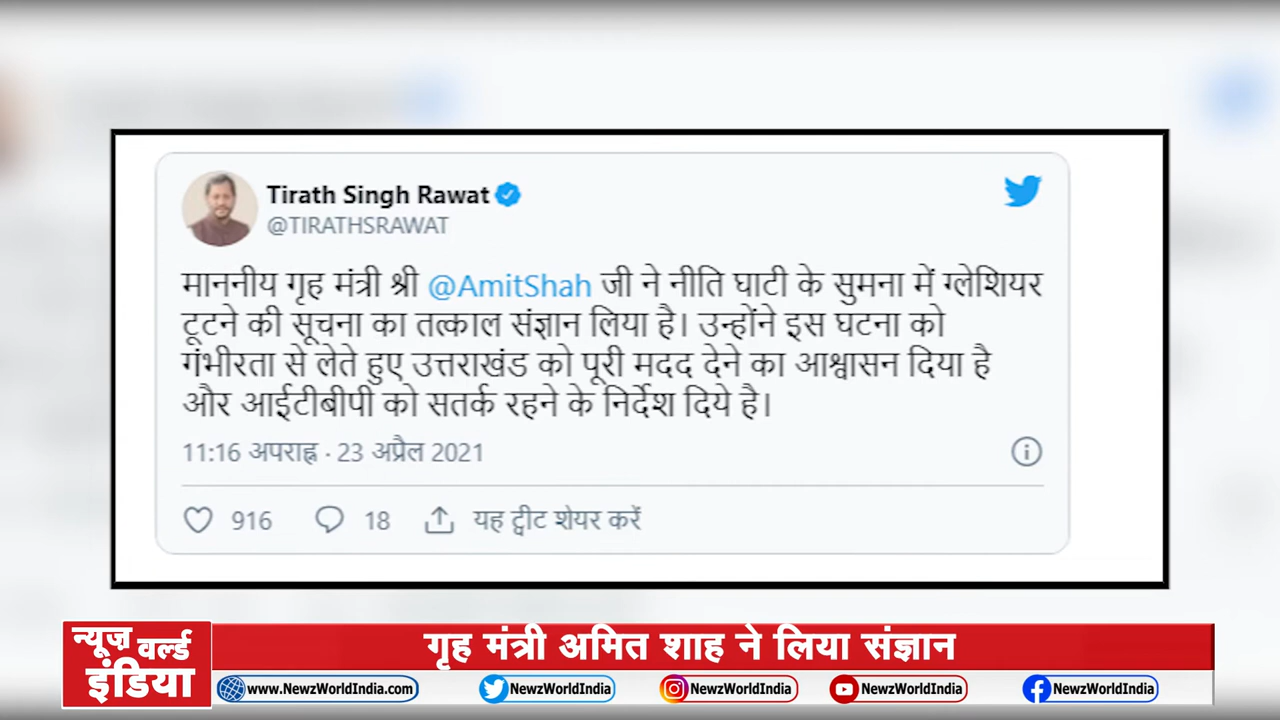 Tirath Singh Rawat
@TIRATHSRAWAT
माननीय गृह मंत्री श्री @AmitShah जी ने नीति घाटी के सुमना में ग्लेशियर
टूटने की सूचना का तत्काल संज्ञान लिया है। उन्होंने इस घटना को
गंभीरता से लेते हुए उत्तराखंड को पूरी मदद देने का आश्वासन दिया है
और आईटीबीपी को सतर्क रहने के निर्देश दिये है।
11:16 अपराह्न · 23 अप्रैल 2021
916 18 यह ट्वीट शेयर करें
न्यूज़ वर्ल्ड
इंडिया
गृह मंत्री अमित शाह ने लिया संज्ञान
www.NewzWorldIndia.com NewzWorldIndia NewzWorldIndia NewzWorldIndia NewzWorldIndia